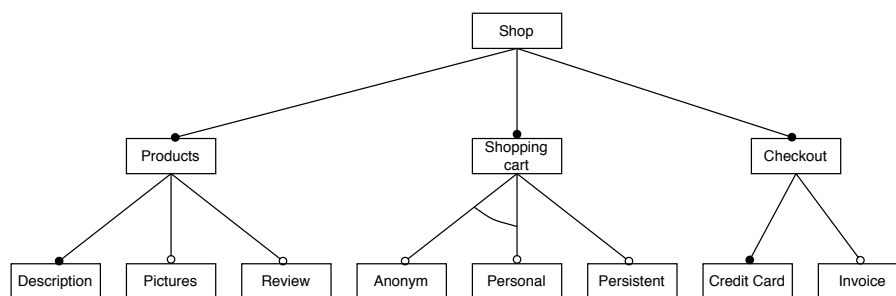 Shop
Products
Shopping
cart
Checkout
Description
Pictures
Review
Anonym
Personal
Persistent
Credit Card
Invoice